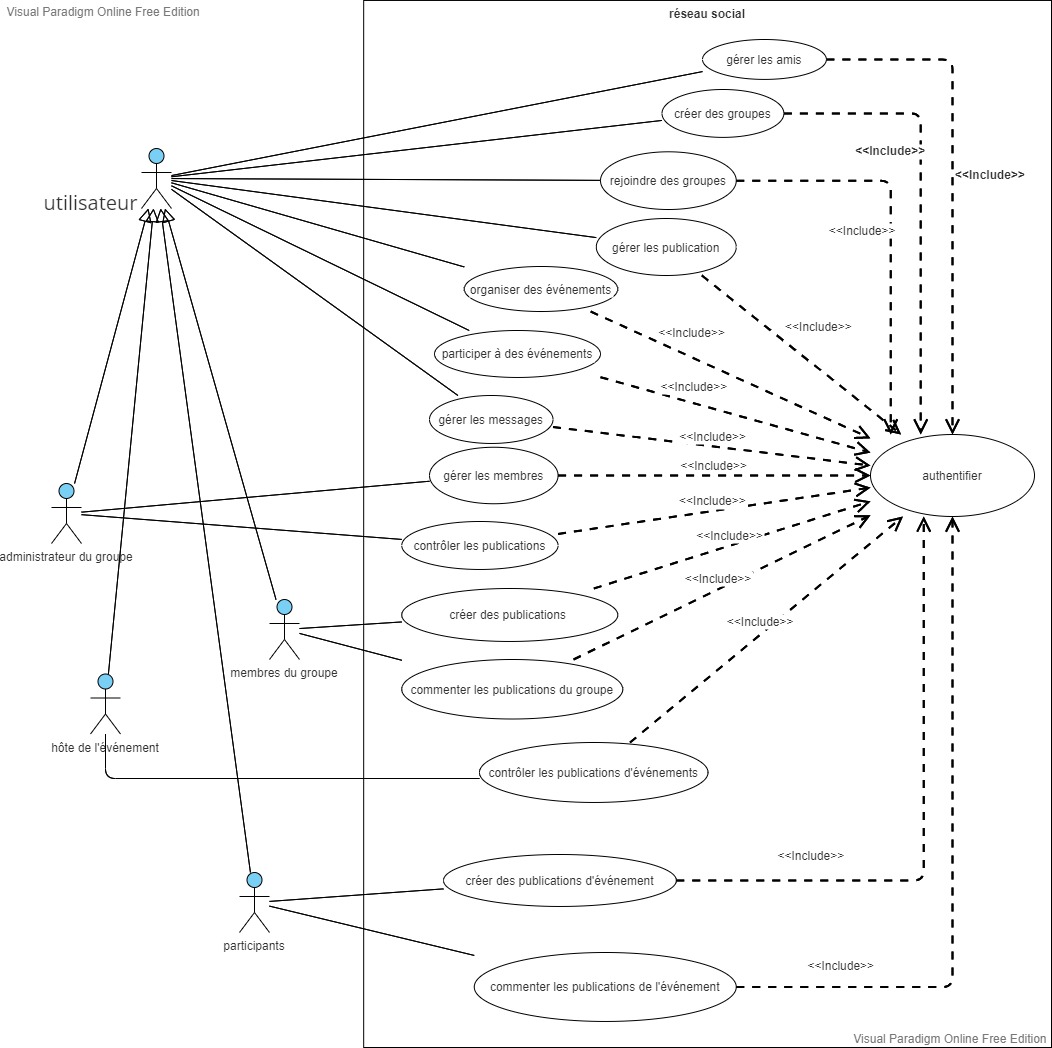 Visual Paradigm Online Free Edition
réseau social
gérer les amis
créer des groupes
<<Include>>
<<Include>>
rejoindre des groupes
utilisateur
<<Include>>
gérer les publication
organiser des événements
<<Include>>
<<Include>>
participer à des événements
<<Include>>
gérer les messages
<<Include>>
<<Include>>
gérer les membres
authentifier
<<Include>>
<<Include>>
contrôler les publications
administrateur du groupe
<<Include>>
créer des publications
<<Include>>
membres du groupe
commenter les publications du groupe
hôte de l'événement
contrôler les publications d'événements
<<Include>>
créer des publications d'événement
participants
<<Include>>
commenter les publications de l'événement
Visual Paradigm Online Free Edition